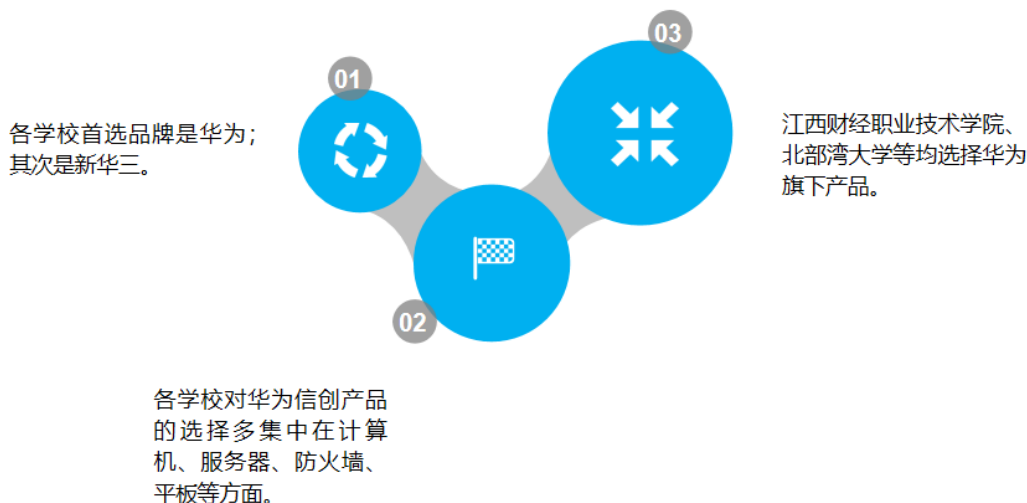 01
各学校首选品牌是华为；
其次是新华三。
02
各学校对华为信创产品
的选择多集中在计算
机、服务器、防火墙、
平板等方面。
03
江西财经职业技术学院、
北部湾大学等均选择华为
旗下产品。